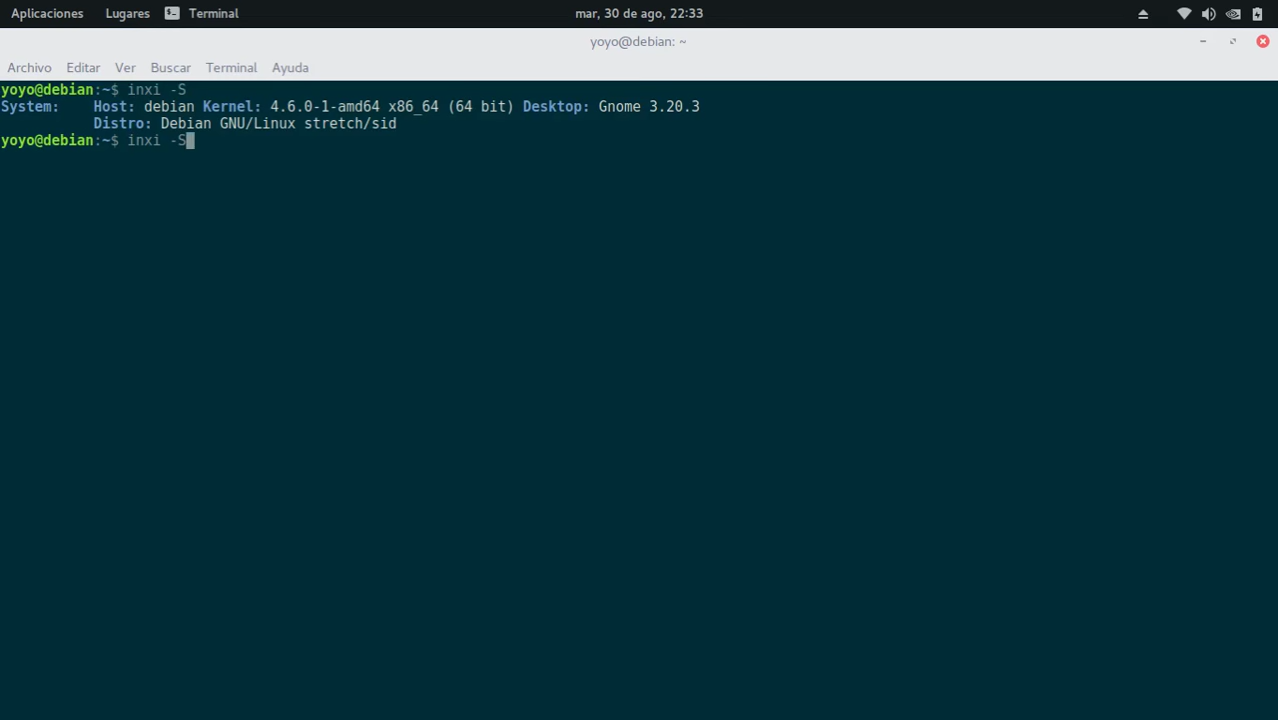 Aplicaciones Lugares Terminal mar, 30 de ago, 22:33
yoyo@debian: ~
Archivo Editar Ver Buscar Terminal Ayuda
yoyo@debian:~$ inxi -S
System: Host: debian Kernel: 4.6.0-1-amd64 x86_64 (64 bit) Desktop: Gnome 3.20.3
Distro: Debian GNU/Linux stretch/sid
yoyo@debian:~$ inxi -S